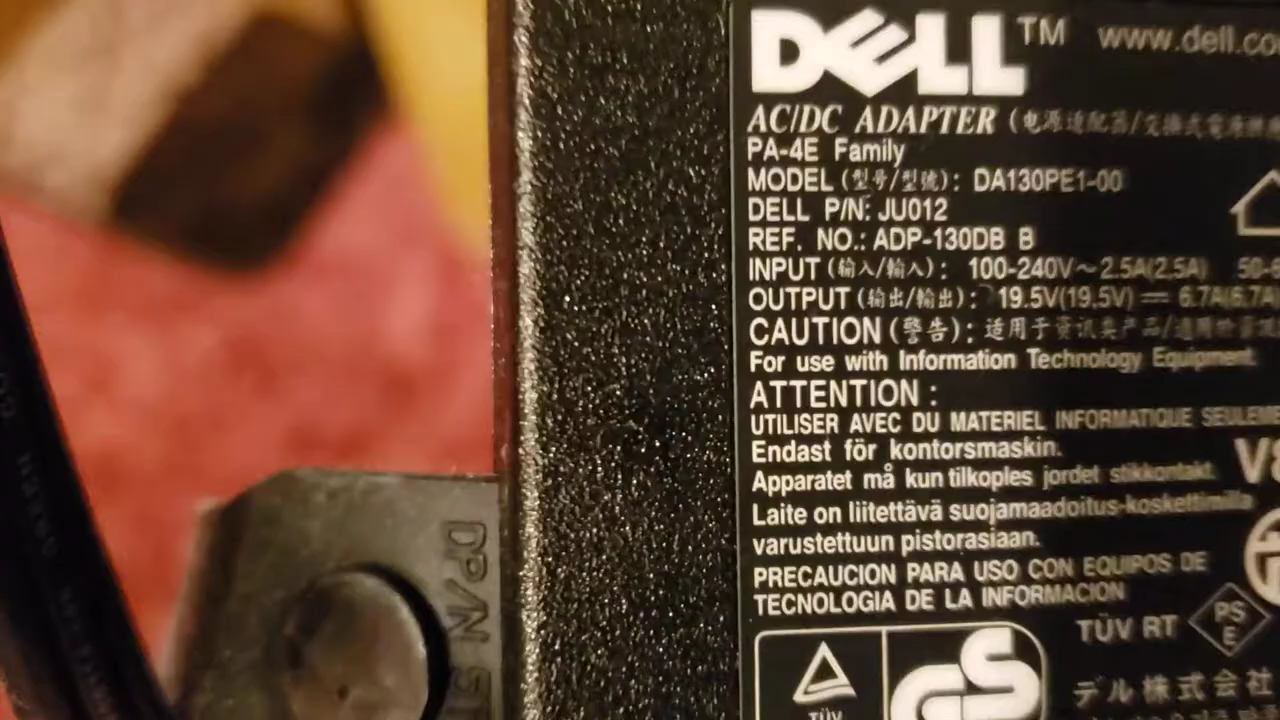 DELL™ www.dell.co
AC/DC ADAPTER (电源适配器/交換式電源
PA-4E Family
MODEL (型号/型號): DA130PE1-00
DELL P/N: JU012
REF. NO.: ADP-130DB B
INPUT (输入/輸入): 100-240V~2.5A(2.5A) 50-6
OUTPUT (输出/輸出): 19.5V(19.5V) ⎓ 6.7A(6.7A
CAUTION (警告): 适用于资讯类产品/適用於資訊
For use with Information Technology Equipment.
ATTENTION :
UTILISER AVEC DU MATERIEL INFORMATIQUE SEULEME
Endast för kontorsmaskin.
Apparatet må kun tilkoples jordet stikkontakt.
Laite on liitettävä suojamaadoitus-koskettimilla
varustettuun pistorasiaan.
PRECAUCION PARA USO CON EQUIPOS DE
TECNOLOGIA DE LA INFORMACION
TÜV RT
PS
E
TÜV
GS
デル株式会社
DP/N